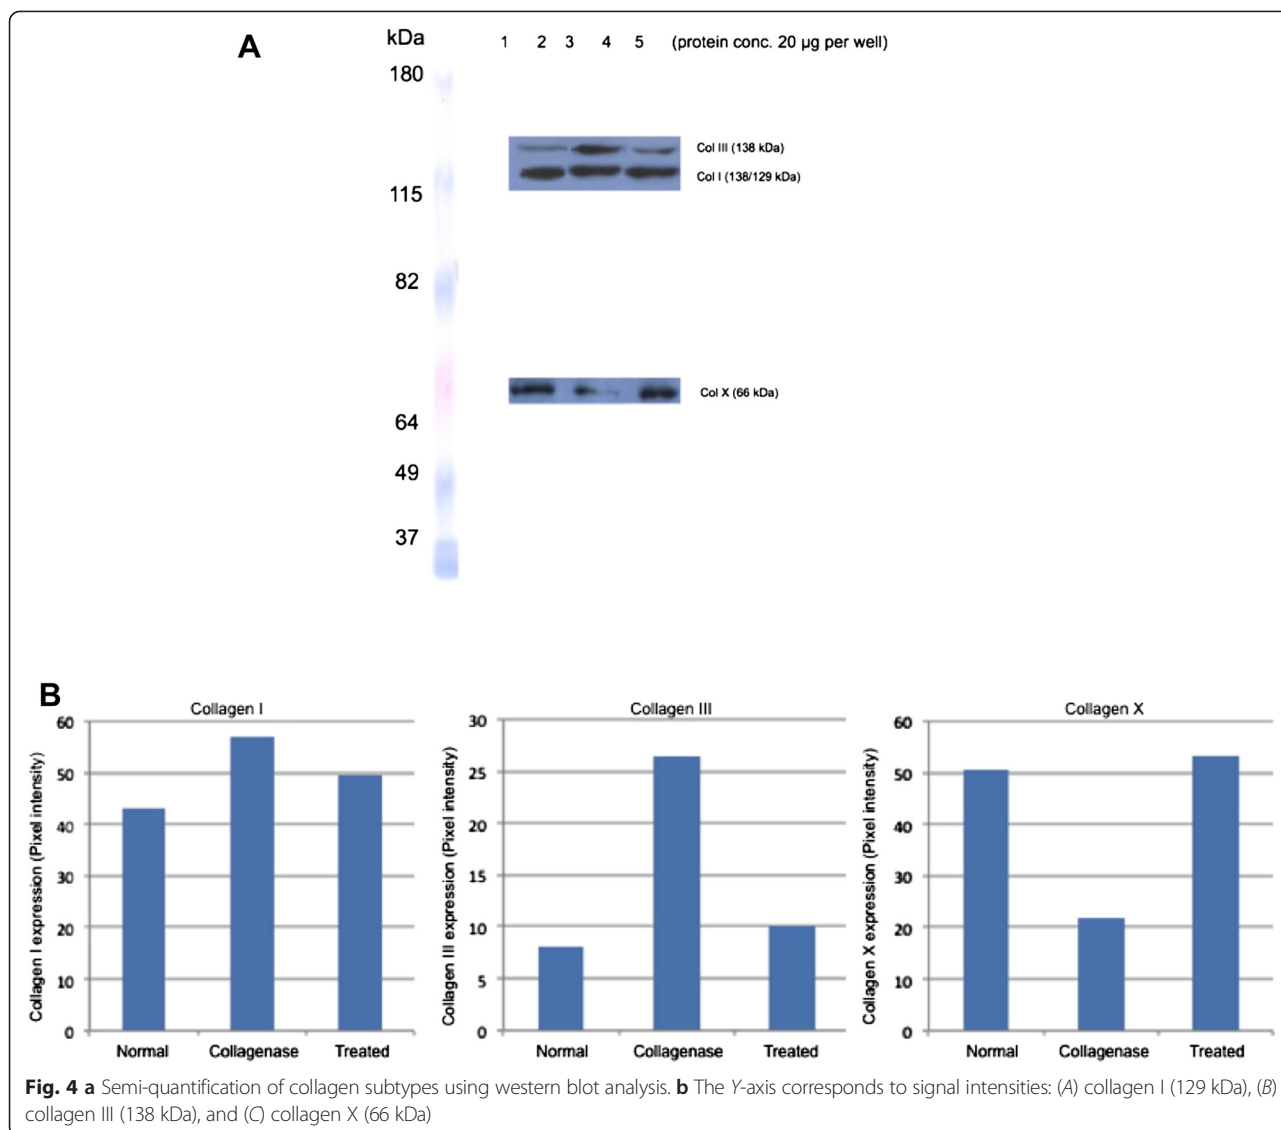 A
kDa
1 2 3 4 5 (protein conc. 20 µg per well)
180
115
82
64
49
37
Col III (138 kDa)
Col I (138/129 kDa)
Col X (66 kDa)
B
Collagen I
Collagen I expression (Pixel intensity)
60
50
40
30
20
10
0
Normal Collagenase Treated
Collagen III
Collagen III expression (Pixel intensity)
30
25
20
15
10
5
0
Normal Collagenase Treated
Collagen X
Collagen X expression (Pixel intensity)
60
50
40
30
20
10
0
Normal Collagenase Treated
Fig. 4 a Semi-quantification of collagen subtypes using western blot analysis. b The Y-axis corresponds to signal intensities: (A) collagen I (129 kDa), (B)
collagen III (138 kDa), and (C) collagen X (66 kDa)